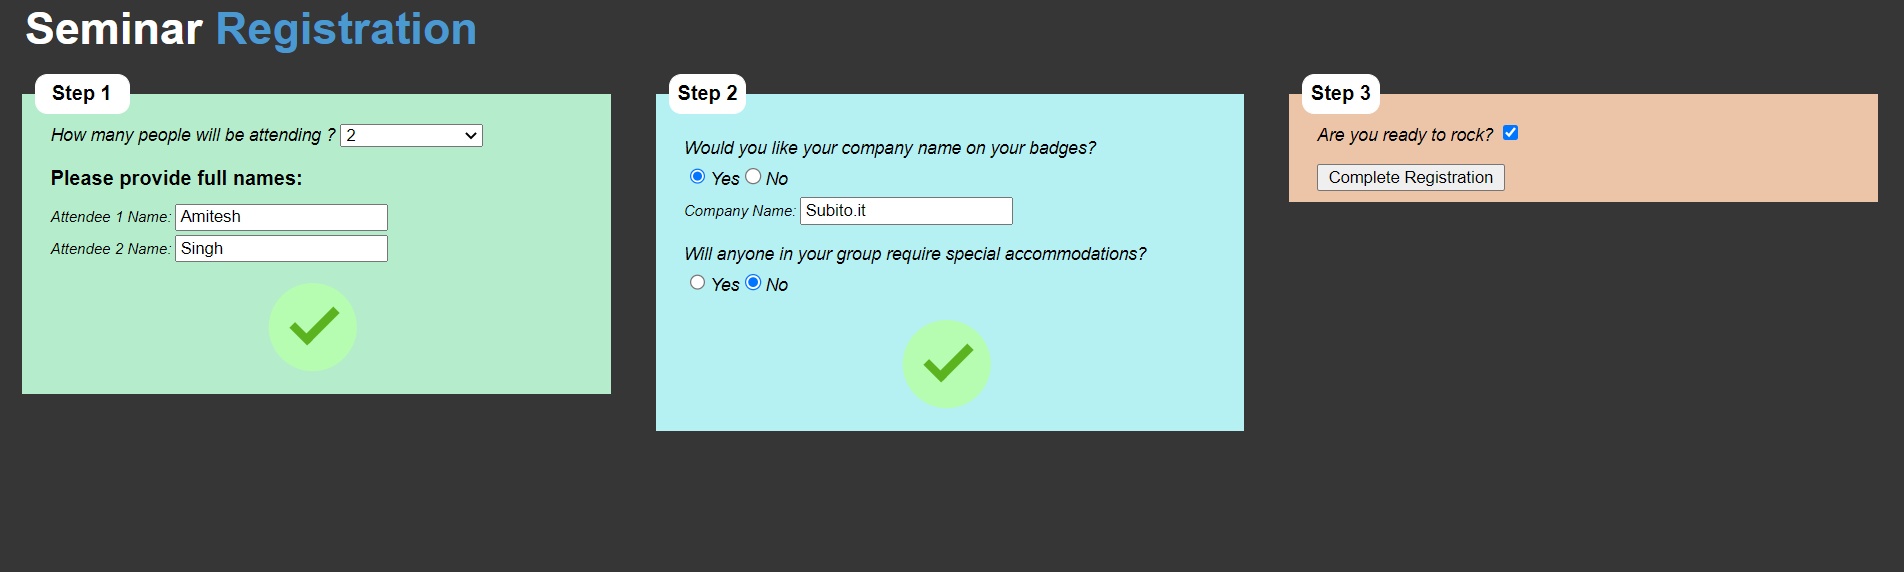 Seminar Registration
Step 1
How many people will be attending ? 2
Please provide full names:
Attendee 1 Name: Amitesh
Attendee 2 Name: Singh
Step 2
Would you like your company name on your badges?
Yes No
Company Name: Subito.it
Will anyone in your group require special accommodations?
Yes No
Step 3
Are you ready to rock?
Complete Registration